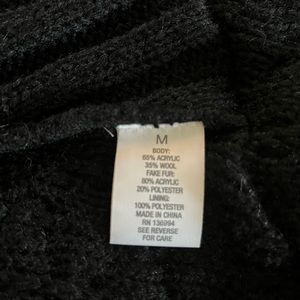 M
BODY:
65% ACRYLIC
35% WOOL
FAKE FUR:
80% ACRYLIC
20% POLYESTER
LINING:
100% POLYESTER
MADE IN CHINA
RN 136994
SEE REVERSE
FOR CARE